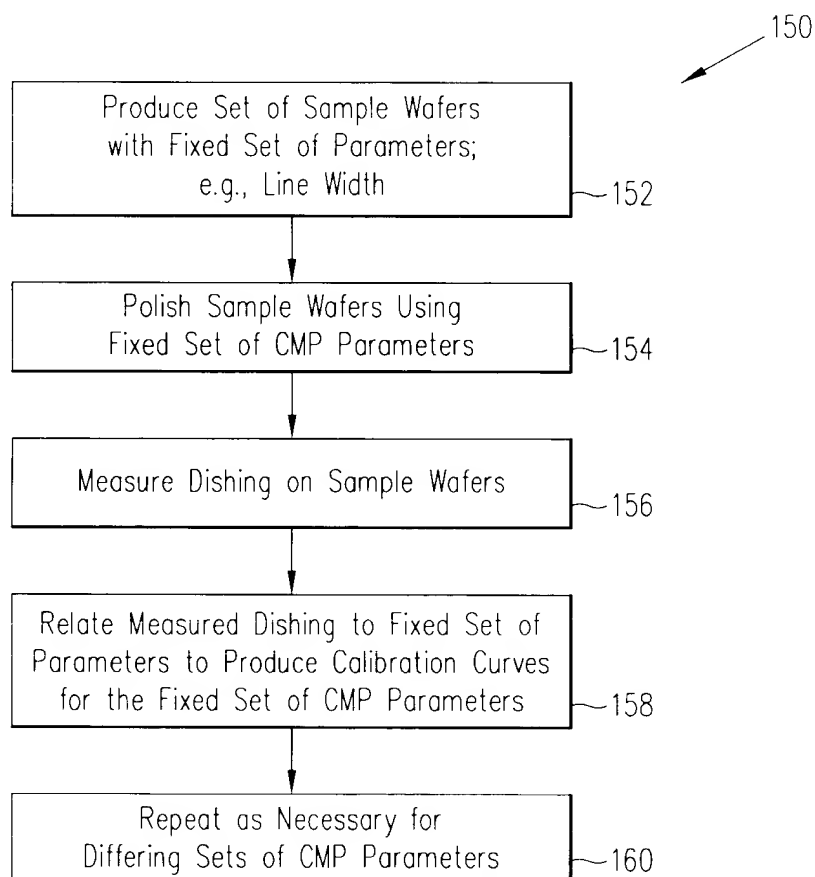 150
Produce Set of Sample Wafers
with Fixed Set of Parameters;
e.g., Line Width
152
Polish Sample Wafers Using
Fixed Set of CMP Parameters
154
Measure Dishing on Sample Wafers
156
Relate Measured Dishing to Fixed Set of
Parameters to Produce Calibration Curves
for the Fixed Set of CMP Parameters
158
Repeat as Necessary for
Differing Sets of CMP Parameters
160